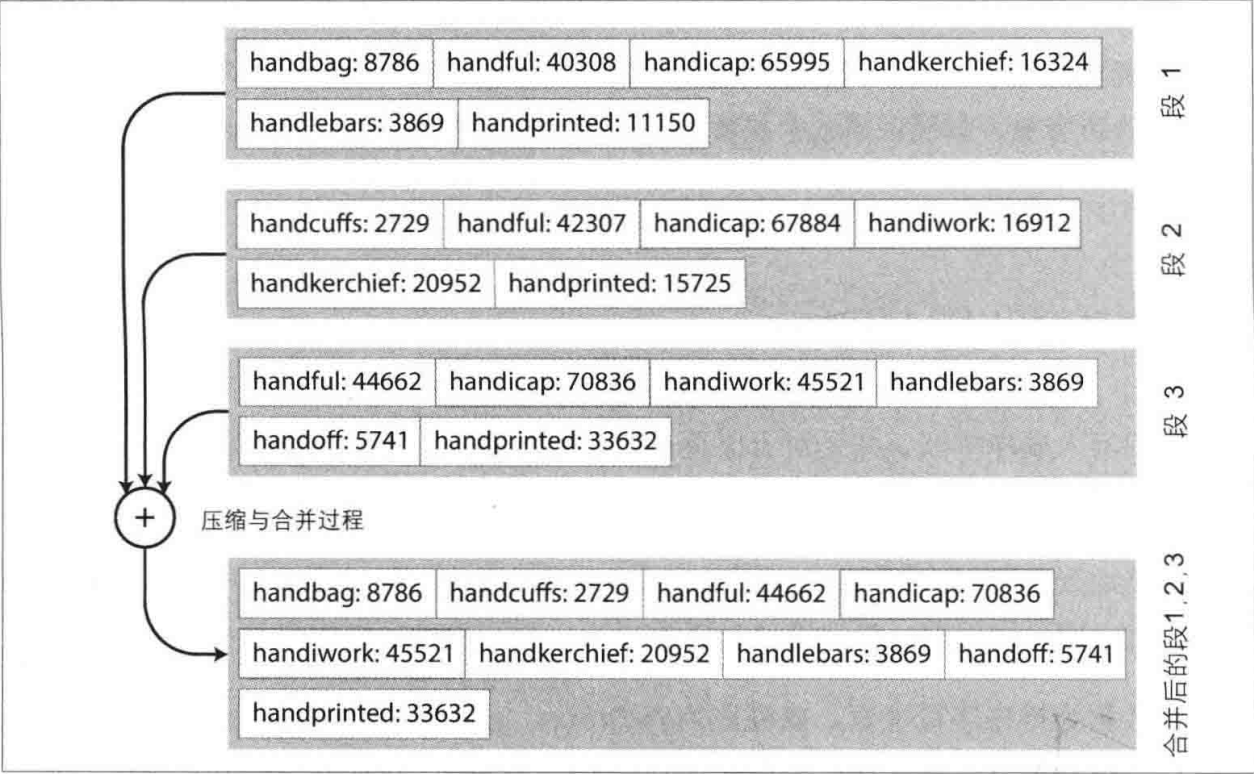 handbag: 8786 handful: 40308 handicap: 65995 handkerchief: 16324
handlebars: 3869 handprinted: 11150
段 1
handcuffs: 2729 handful: 42307 handicap: 67884 handiwork: 16912
handkerchief: 20952 handprinted: 15725
段 2
handful: 44662 handicap: 70836 handiwork: 45521 handlebars: 3869
handoff: 5741 handprinted: 33632
段 3
+ 压缩与合并过程
handbag: 8786 handcuffs: 2729 handful: 44662 handicap: 70836
handiwork: 45521 handkerchief: 20952 handlebars: 3869 handoff: 5741
handprinted: 33632
合并后的段1,2,3